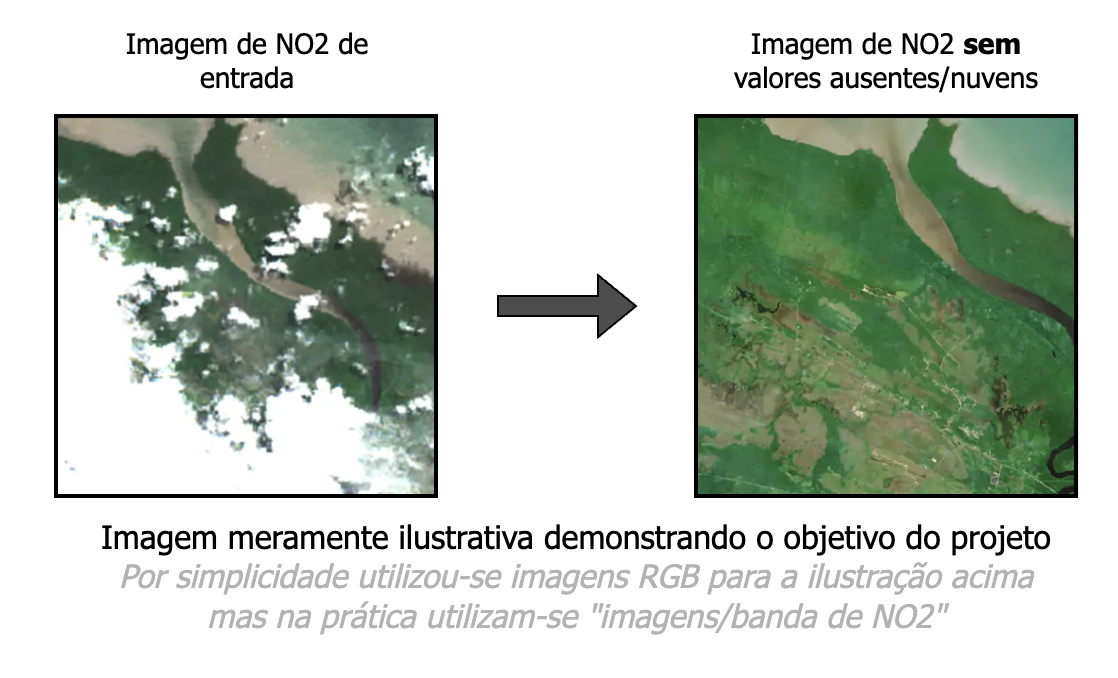 Imagem de NO2 de
entrada
Imagem de NO2 sem
valores ausentes/nuvens
Imagem meramente ilustrativa demonstrando o objetivo do projeto
Por simplicidade utilizou-se imagens RGB para a ilustração acima
mas na prática utilizam-se "imagens/banda de NO2"